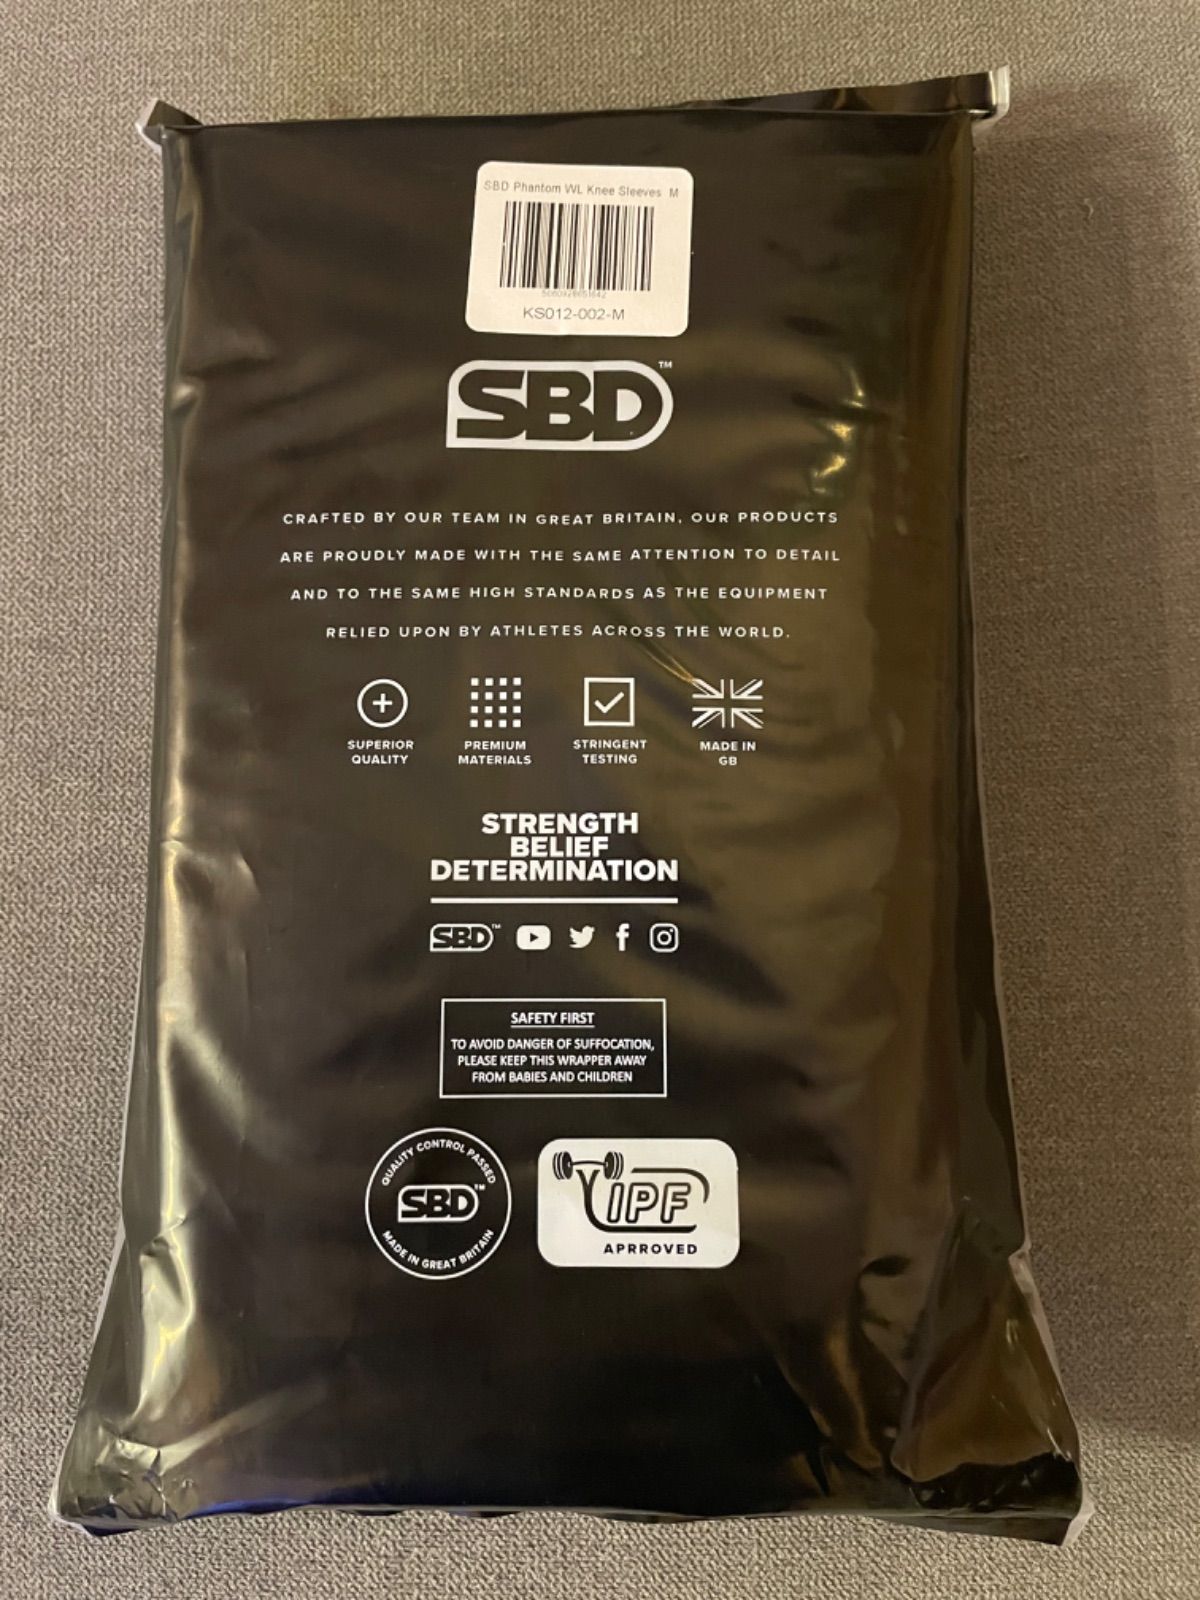 SBD Phantom WL Knee Sleeves M
KS012-002-M
SBD™
CRAFTED BY OUR TEAM IN GREAT BRITAIN, OUR PRODUCTS
ARE PROUDLY MADE WITH THE SAME ATTENTION TO DETAIL
AND TO THE SAME HIGH STANDARDS AS THE EQUIPMENT
RELIED UPON BY ATHLETES ACROSS THE WORLD.
SUPERIOR
QUALITY
PREMIUM
MATERIALS
STRINGENT
TESTING
MADE IN
GB
STRENGTH
BELIEF
DETERMINATION
SBD™
SAFETY FIRST
TO AVOID DANGER OF SUFFOCATION,
PLEASE KEEP THIS WRAPPER AWAY
FROM BABIES AND CHILDREN
QUALITY CONTROL PASSED
SBD™
MADE IN GREAT BRITAIN
IPF
APRROVED